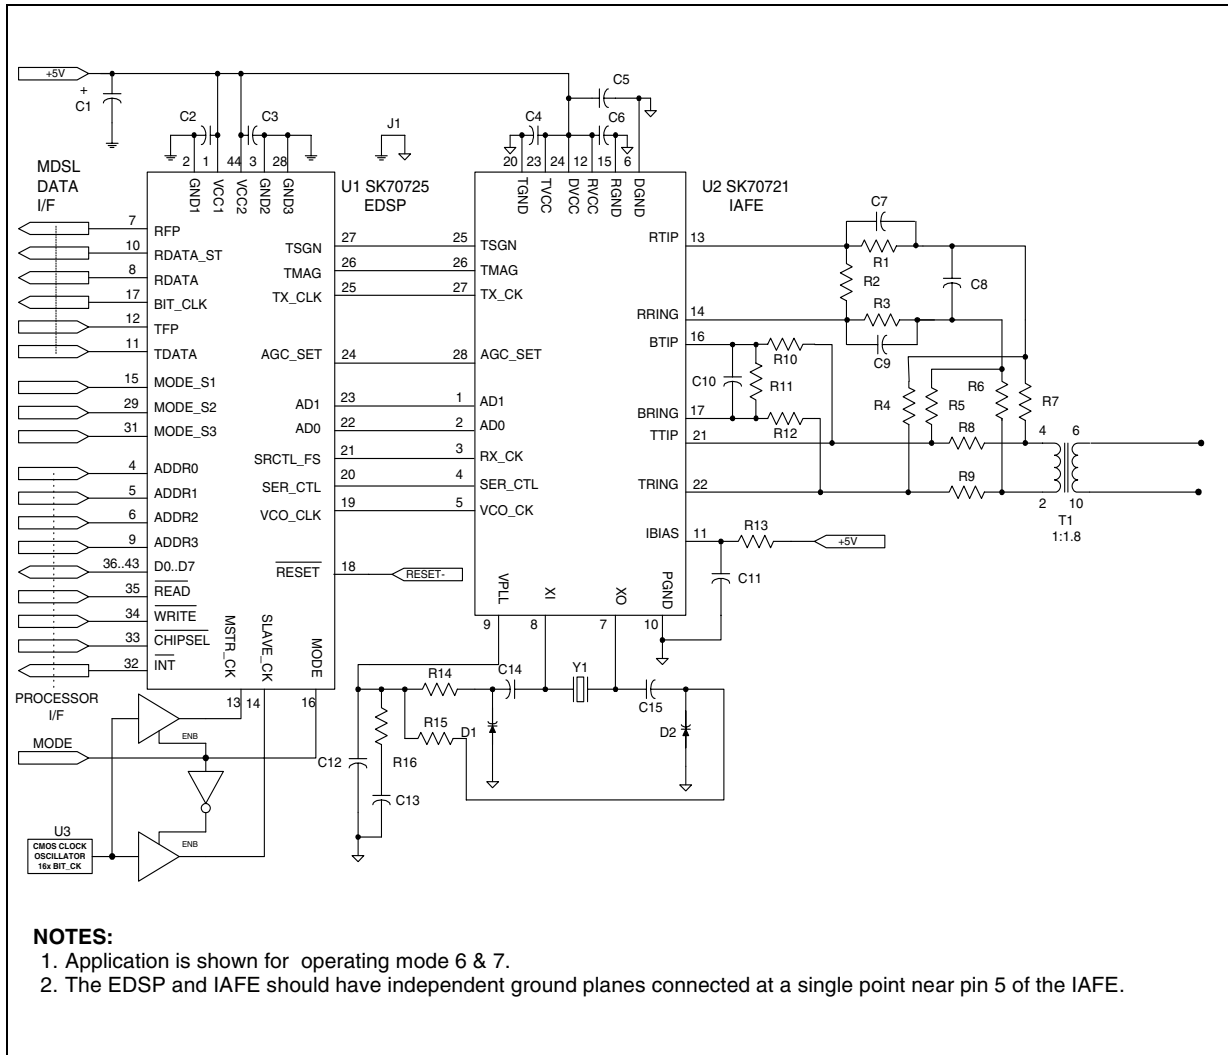 +5V
+
C1
C2
C3
J1
C4
C5
C6
2 1 44 3 28
20 23 24 12 15 6
GND1 VCC1 VCC2 GND2 GND3
TGND TVCC DVCC RVCC RGND DGND
MDSL
DATA
I/F
U1 SK70725
EDSP
U2 SK70721
IAFE
7 RFP
10 RDATA_ST
8 RDATA
17 BIT_CLK
12 TFP
11 TDATA
15 MODE_S1
29 MODE_S2
31 MODE_S3
4 ADDR0
5 ADDR1
6 ADDR2
9 ADDR3
36..43 D0..D7
35 READ
34 WRITE
33 CHIPSEL
32 INT
PROCESSOR
I/F
TSGN 27 25 TSGN
TMAG 26 26 TMAG
TX_CLK 25 27 TX_CK
AGC_SET 24 28 AGC_SET
AD1 23 1 AD1
AD0 22 2 AD0
SRCTL_FS 21 3 RX_CK
SER_CTL 20 4 SER_CTL
VCO_CLK 19 5 VCO_CK
RESET 18 RESET-
MSTR_CK SLAVE_CK MODE
13 14 16
RTIP 13
RRING 14
BTIP 16
BRING 17
TTIP 21
TRING 22
IBIAS 11
VPLL XI XO PGND
9 8 7 10
C7
R1
R2
C8
R3
C9
R10
C10
R11
R12
R4
R5
R6
R7
R8
R9
4 6
2 10
T1
1:1.8
R13
+5V
C11
R14
C14
Y1
C15
R15
D1
D2
C12
R16
C13
MODE
ENB
ENB
U3
CMOS CLOCK
OSCILLATOR
16x BIT_CK
NOTES:
1. Application is shown for operating mode 6 & 7.
2. The EDSP and IAFE should have independent ground planes connected at a single point near pin 5 of the IAFE.